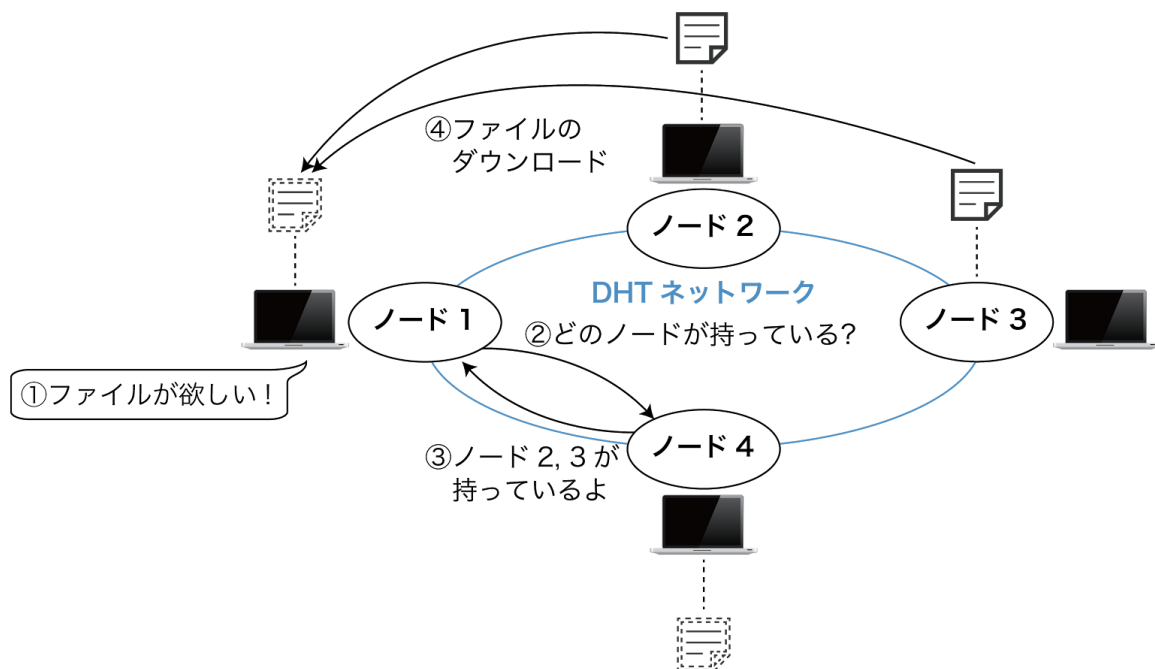 ④ファイルの
ダウンロード
ノード 2
DHT ネットワーク
ノード 1
ノード 3
②どのノードが持っている?
①ファイルが欲しい！
ノード 4
③ノード 2, 3 が
持っているよ